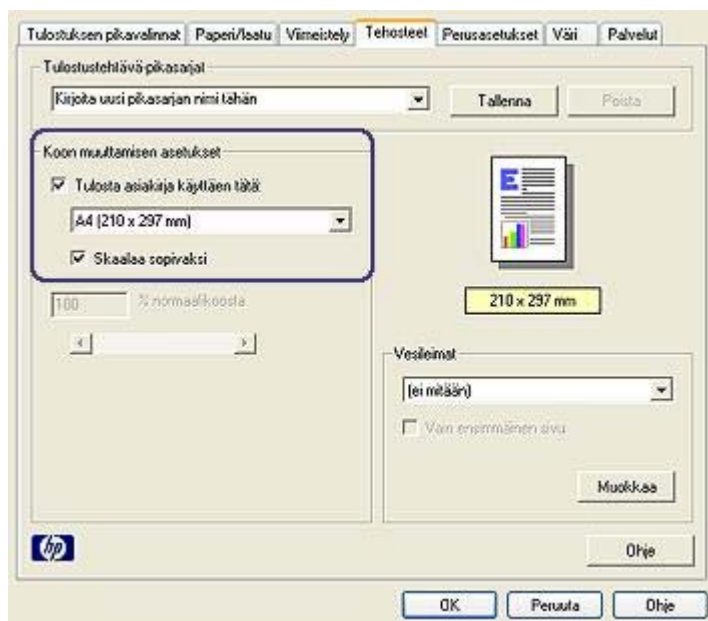 Tulostuksen pikavalinnat Paperi/laatu Viimeistely Tehosteet Perusasetukset Väri Palvelut
Tulostustehtävä-pikasarjat
Kirjoita uusi pikasarjan nimi tähän Tallenna Poista
Koon muuttamisen asetukset
Tulosta asiakirja käyttäen tätä:
A4 (210 x 297 mm)
Skaalaa sopivaksi
E
210 x 297 mm
100 % normaalikoosta
Vesileimat
(ei mitään)
Vain ensimmäinen sivu
Muokkaa
hp Ohje
OK Peruuta Ohje